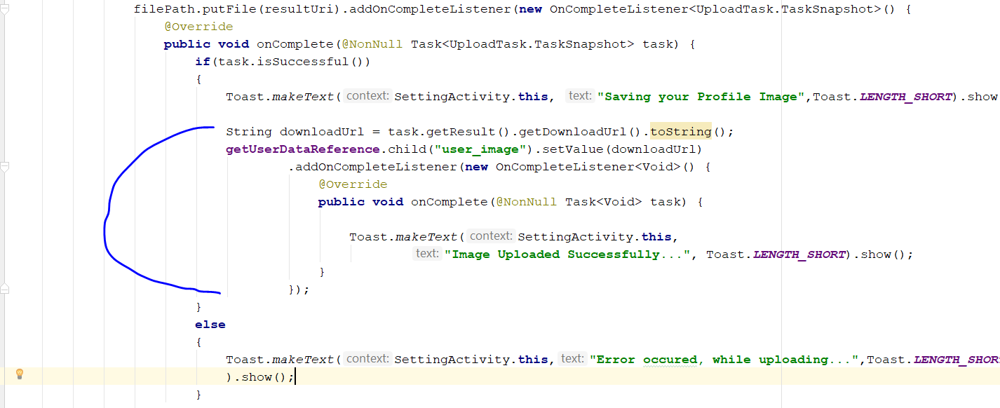 filePath.putFile(resultUri).addOnCompleteListener(new OnCompleteListener<UploadTask.TaskSnapshot>() {
@Override
public void onComplete(@NonNull Task<UploadTask.TaskSnapshot> task) {
if(task.isSuccessful())
{
Toast.makeText( context: SettingActivity.this, text: "Saving your Profile Image",Toast.LENGTH_SHORT).show
String downloadUrl = task.getResult().getDownloadUrl().toString();
getUserDataReference.child("user_image").setValue(downloadUrl)
.addOnCompleteListener(new OnCompleteListener<Void>() {
@Override
public void onComplete(@NonNull Task<Void> task) {
Toast.makeText( context: SettingActivity.this,
text: "Image Uploaded Successfully...", Toast.LENGTH_SHORT).show();
}
});
}
else
{
Toast.makeText( context: SettingActivity.this, text: "Error occured, while uploading...",Toast.LENGTH_SHOR
).show();
}